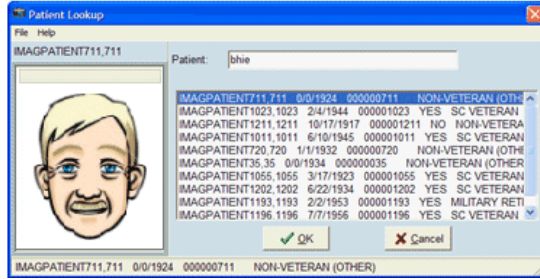 Patient Lookup
File Help
IMAGPATIENT711,711
Patient: bhie
IMAGPATIENT711,711 0/0/1924 000000711 NON-VETERAN (OTHE
IMAGPATIENT1023,1023 2/4/1944 000001023 YES SC VETERAN
IMAGPATIENT1211,1211 10/17/1917 000001211 NO NON-VETERA
IMAGPATIENT1011,1011 6/10/1945 000001011 YES SC VETERAN
IMAGPATIENT720,720 1/1/1932 000000720 NON-VETERAN (OTHE
IMAGPATIENT35,35 0/0/1934 000000035 NON-VETERAN (OTHER
IMAGPATIENT1055,1055 3/17/1923 000001055 YES SC VETERAN
IMAGPATIENT1202,1202 6/22/1934 000001202 YES SC VETERAN
IMAGPATIENT1193,1193 2/2/1953 000001193 YES MILITARY RETI
IMAGPATIENT1196,1196 7/7/1956 000001196 YES SC VETERAN
OK Cancel
IMAGPATIENT711,711 0/0/1924 000000711 NON-VETERAN (OTHER)